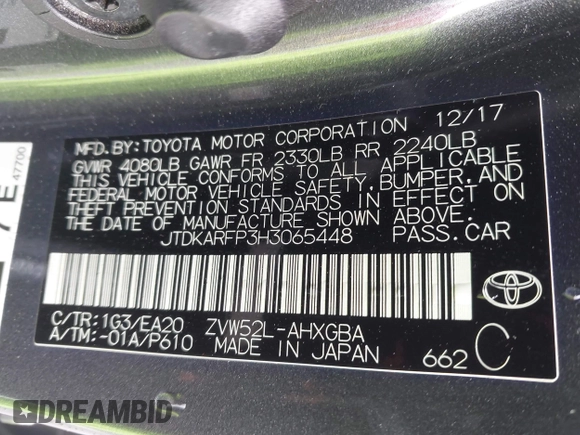 MFD. BY: TOYOTA MOTOR CORPORATION 12/17
GVWR 4080LB GAWR FR 2330LB RR 2240LB
THIS VEHICLE CONFORMS TO ALL APPLICABLE
FEDERAL MOTOR VEHICLE SAFETY, BUMPER, AND
THEFT PREVENTION STANDARDS IN EFFECT ON
THE DATE OF MANUFACTURE SHOWN ABOVE.
JTDKARFP3H3065448 PASS. CAR
C/TR: 1G3/EA20 ZVW52L-AHXGBA
A/TM: -01A/P610 MADE IN JAPAN
662 C
47700
DREAMBID